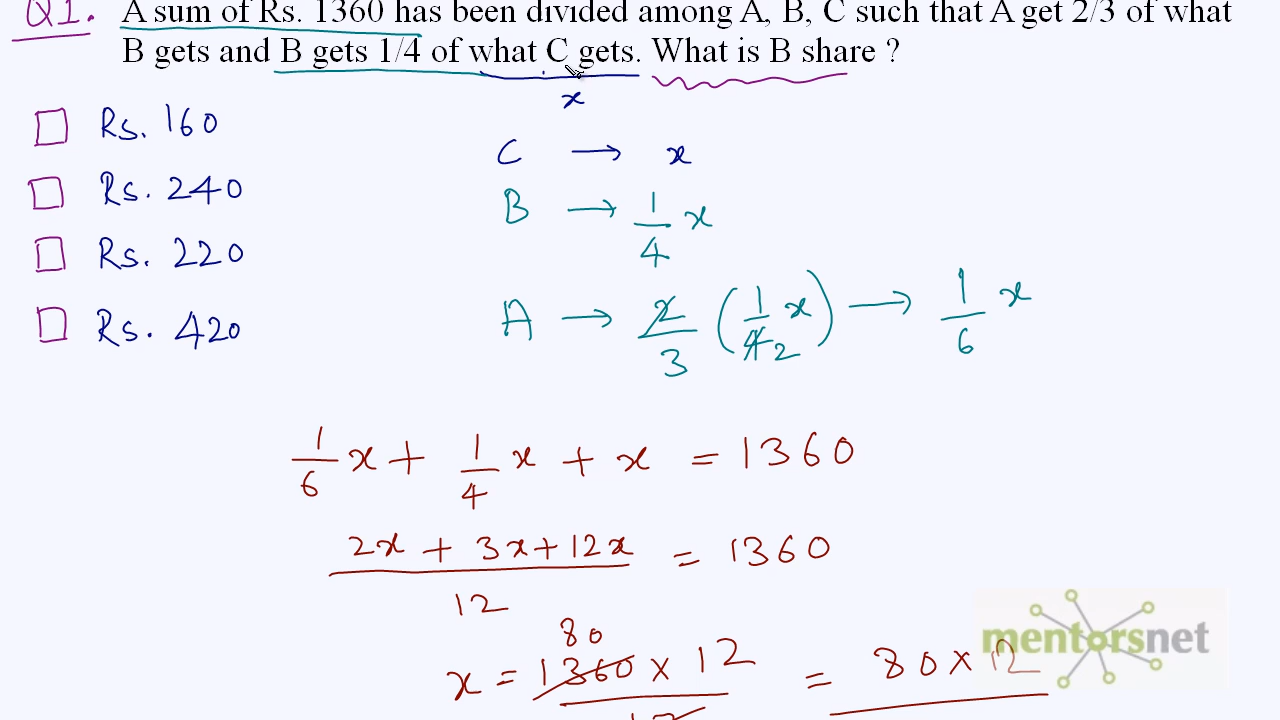 Q1. A sum of Rs. 1360 has been divided among A, B, C such that A get 2/3 of what
B gets and B gets 1/4 of what C gets. What is B share ?
x
Rs. 160
Rs. 240
Rs. 220
Rs. 420
C → x
B → 1/4 x
A → 2/3 (1/4 2 x) → 1/6 x
1/6 x + 1/4 x + x = 1360
2x + 3x + 12x / 12 = 1360
80
x = 1360 x 12 = 80 x 12
mentorsnet